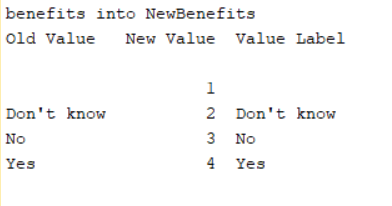 benefits into NewBenefits
Old Value New Value Value Label
1
Don't know 2 Don't know
No 3 No
Yes 4 Yes